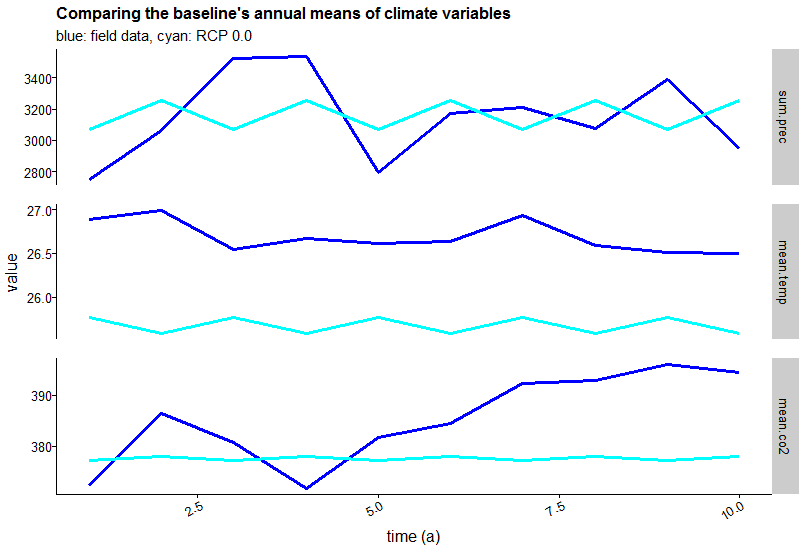 Comparing the baseline's annual means of climate variables
blue: field data, cyan: RCP 0.0
3400
3200
3000
2800
sum.prec
27.0
26.5
26.0
mean.temp
value
390
380
mean.co2
2.5
5.0
7.5
10.0
time (a)